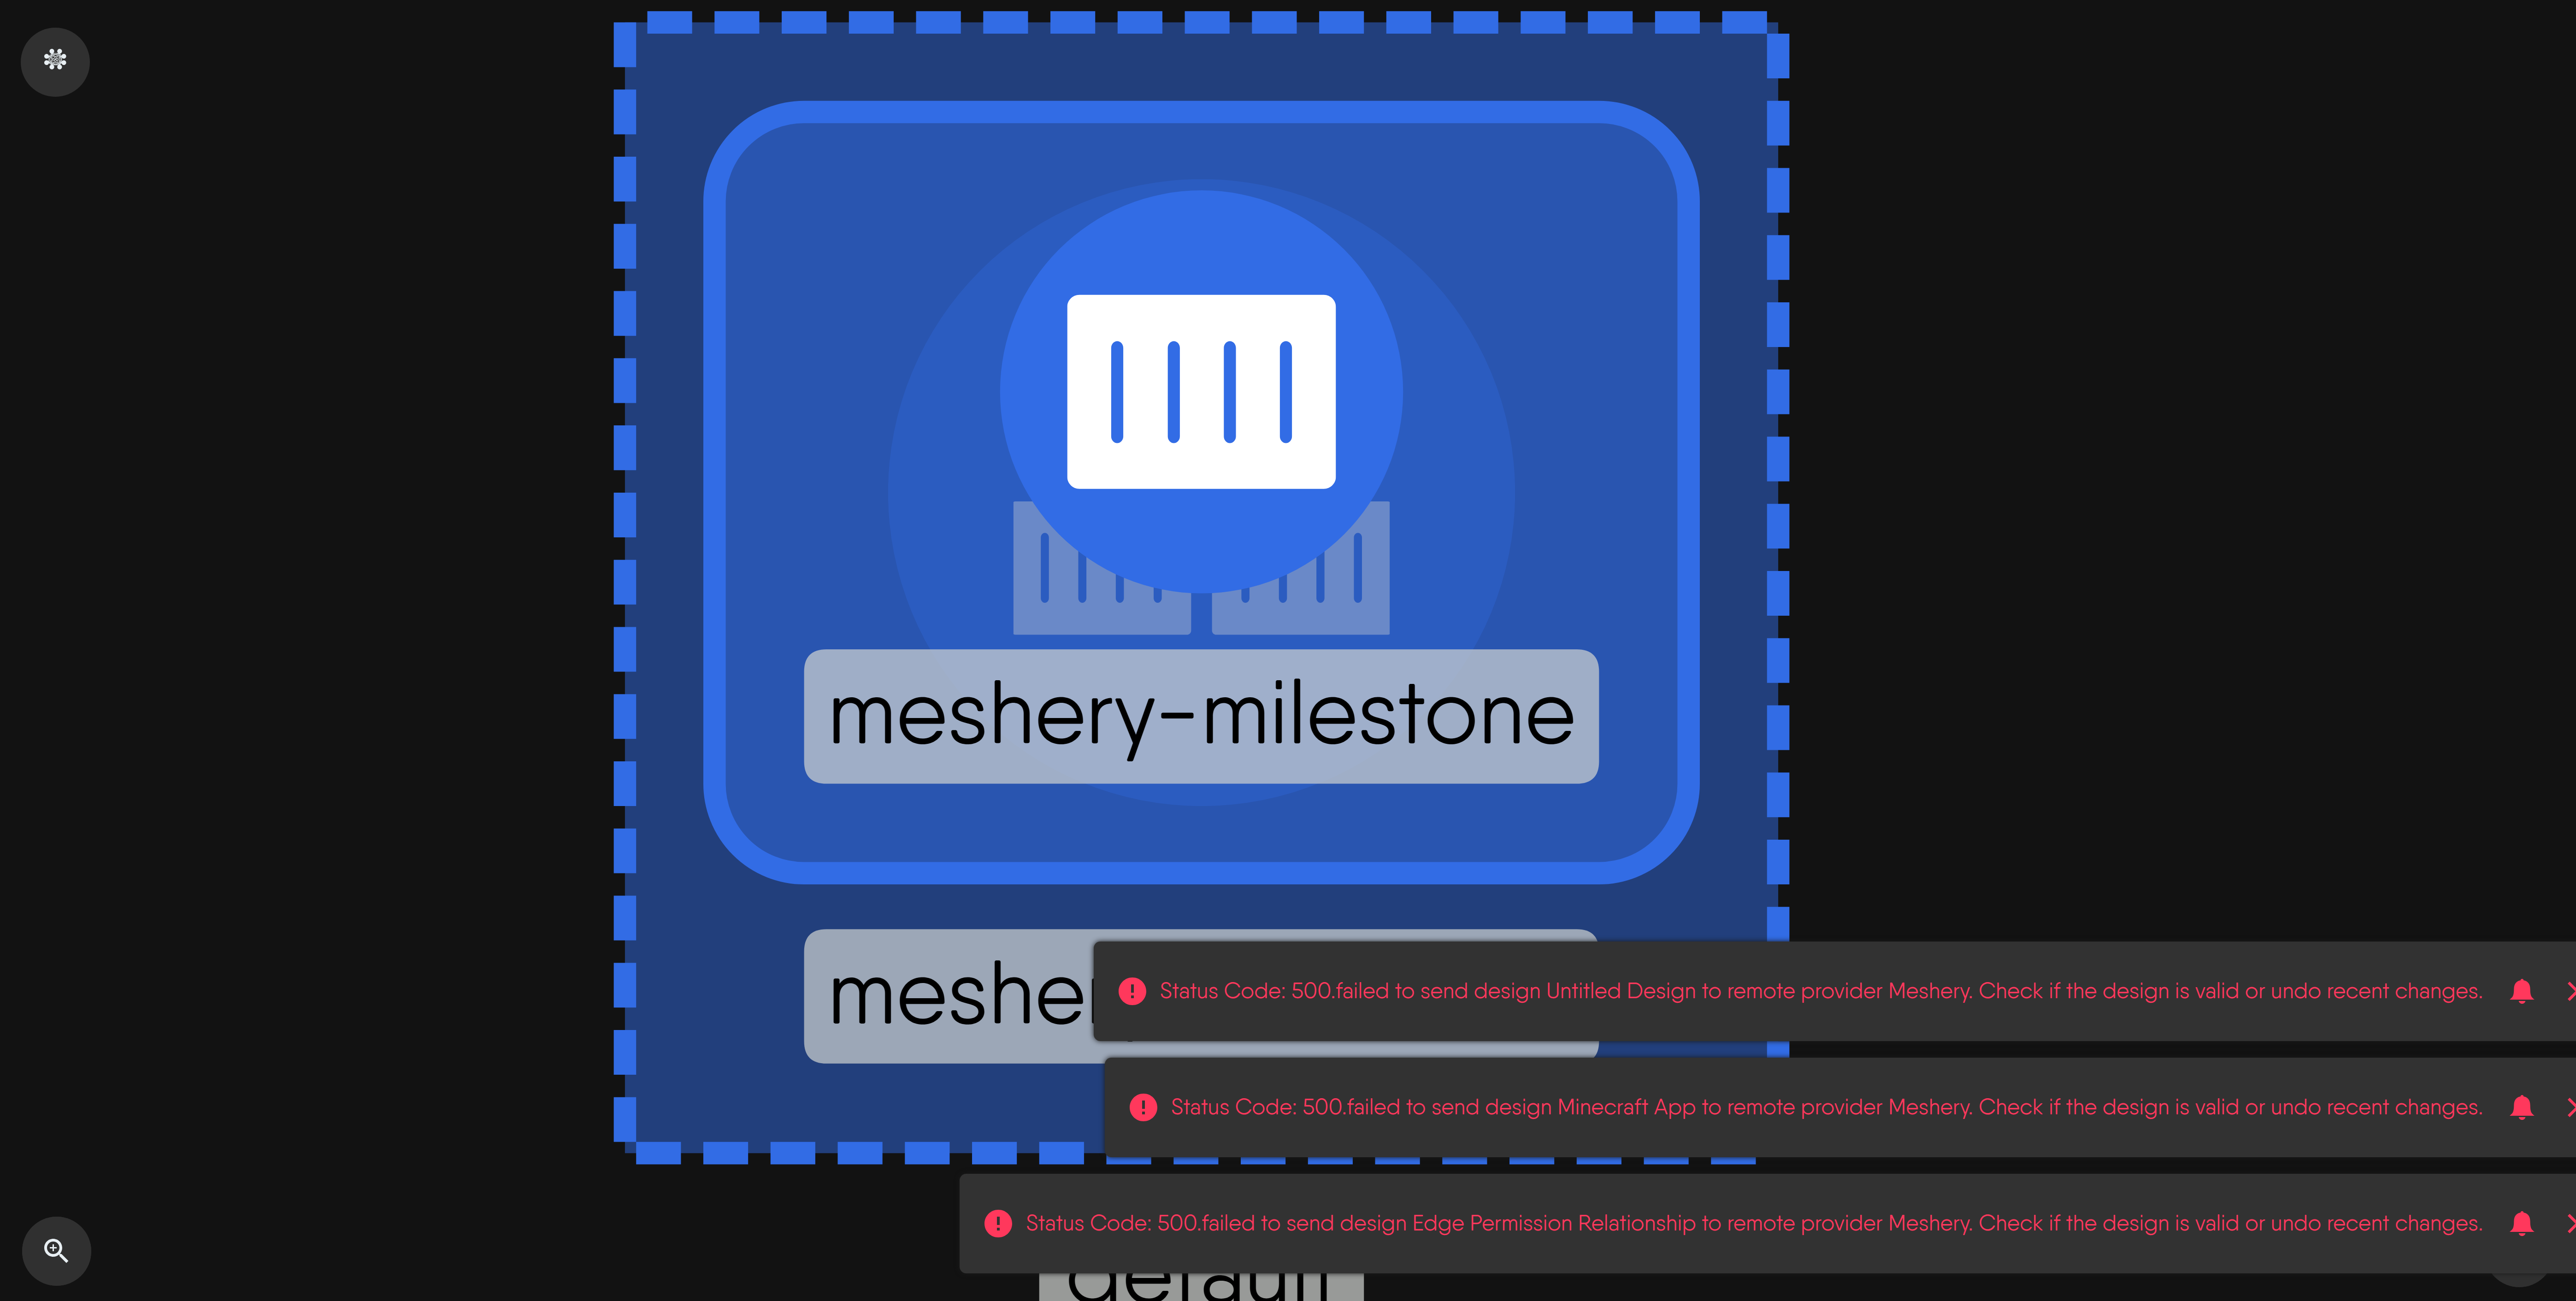 meshery-milestone
Status Code: 500.failed to send design Untitled Design to remote provider Meshery. Check if the design is valid or undo recent changes.
Status Code: 500.failed to send design Minecraft App to remote provider Meshery. Check if the design is valid or undo recent changes.
Status Code: 500.failed to send design Edge Permission Relationship to remote provider Meshery. Check if the design is valid or undo recent changes.
default